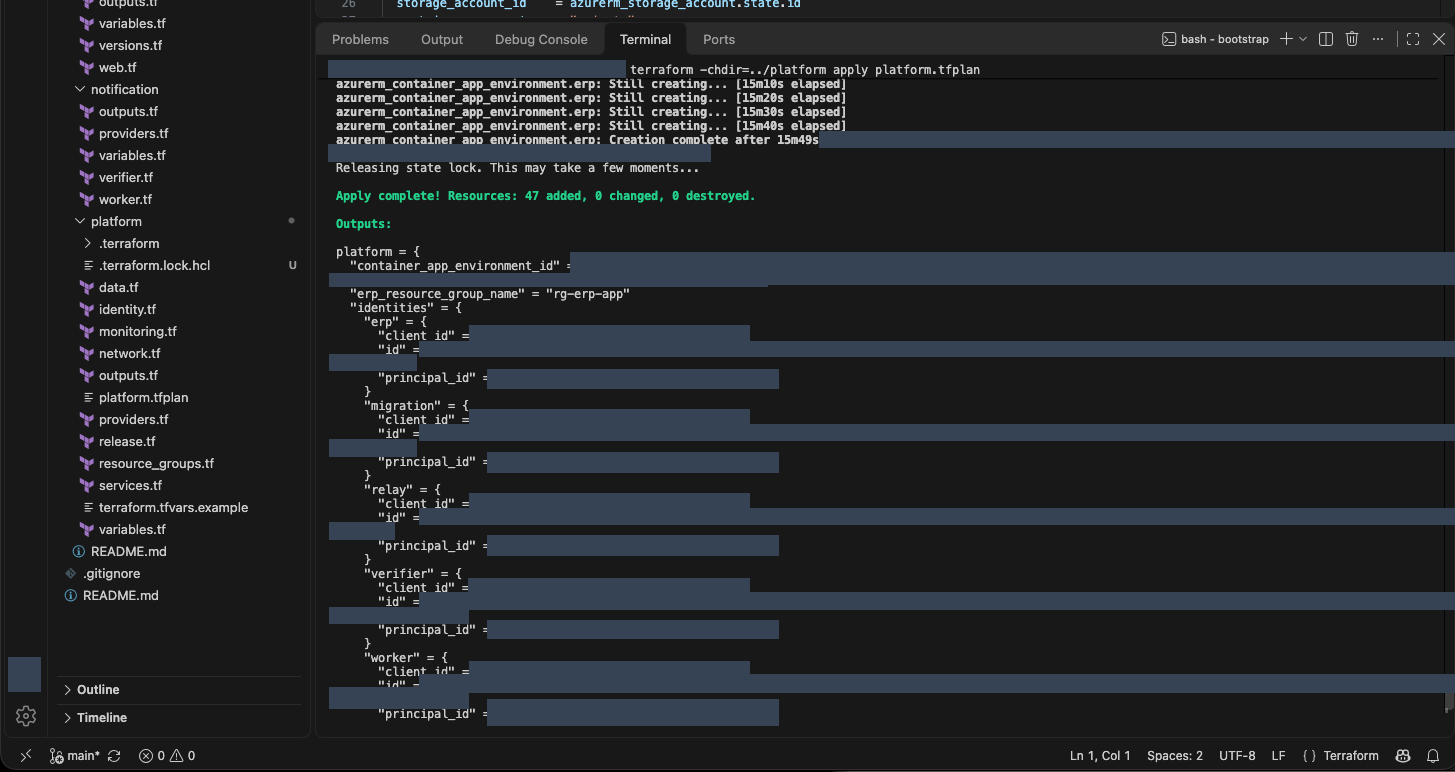 outputs.tf
variables.tf
versions.tf
web.tf
notification
outputs.tf
providers.tf
variables.tf
verifier.tf
worker.tf
platform
.terraform
.terraform.lock.hcl U
data.tf
identity.tf
monitoring.tf
network.tf
outputs.tf
platform.tfplan
providers.tf
release.tf
resource_groups.tf
services.tf
terraform.tfvars.example
variables.tf
README.md
.gitignore
README.md
Outline
Timeline
26 storage_account_id = azurerm_storage_account.state.id
Problems Output Debug Console Terminal Ports bash - bootstrap
terraform -chdir=../platform apply platform.tfplan
azurerm_container_app_environment.erp: Still creating... [15m10s elapsed]
azurerm_container_app_environment.erp: Still creating... [15m20s elapsed]
azurerm_container_app_environment.erp: Still creating... [15m30s elapsed]
azurerm_container_app_environment.erp: Still creating... [15m40s elapsed]
azurerm_container_app_environment.erp: Creation complete after 15m49s
Releasing state lock. This may take a few moments...
Apply complete! Resources: 47 added, 0 changed, 0 destroyed.
Outputs:
platform = {
"container_app_environment_id" =
"erp_resource_group_name" = "rg-erp-app"
"identities" = {
"erp" = {
"client_id" =
"id" =
"principal_id" =
}
"migration" = {
"client_id" =
"id" =
"principal_id" =
}
"relay" = {
"client_id" =
"id" =
"principal_id" =
}
"verifier" = {
"client_id" =
"id" =
"principal_id" =
}
"worker" = {
"client_id" =
"id" =
"principal_id" =
main* 0 0 Ln 1, Col 1 Spaces: 2 UTF-8 LF { } Terraform